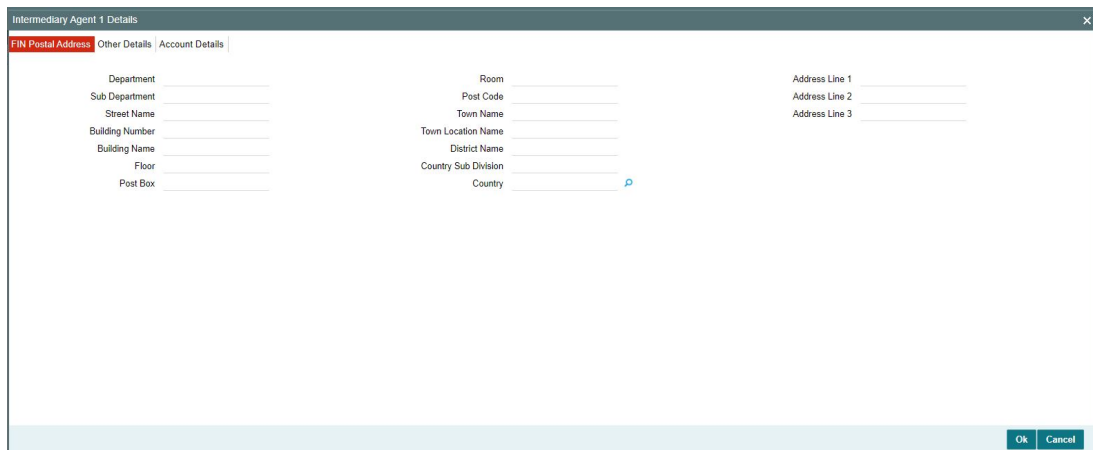 Intermediary Agent 1 Details
FIN Postal Address Other Details Account Details
Department Room Address Line 1
Sub Department Post Code Address Line 2
Street Name Town Name Address Line 3
Building Number Town Location Name
Building Name District Name
Floor Country Sub Division
Post Box Country
Ok Cancel